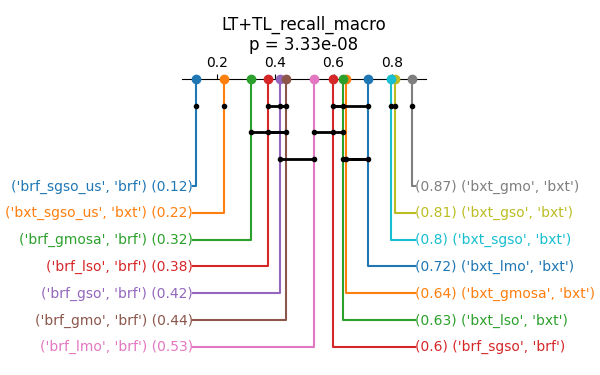 LT+TL_recall_macro
p = 3.33e-08
0.2 0.4 0.6 0.8
('brf_sgso_us', 'brf') (0.12) (0.87) ('bxt_gmo', 'bxt')
('bxt_sgso_us', 'bxt') (0.22) (0.81) ('bxt_gso', 'bxt')
('brf_gmosa', 'brf') (0.32) (0.8) ('bxt_sgso', 'bxt')
('brf_lso', 'brf') (0.38) (0.72) ('bxt_lmo', 'bxt')
('brf_gso', 'brf') (0.42) (0.64) ('bxt_gmosa', 'bxt')
('brf_gmo', 'brf') (0.44) (0.63) ('bxt_lso', 'bxt')
('brf_lmo', 'brf') (0.53) (0.6) ('brf_sgso', 'brf')